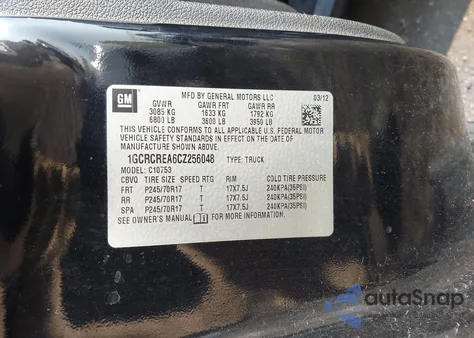 GM
MFD BY GENERAL MOTORS LLC 03/12
GVWR GAWR FRT GAWR RR
3085 KG 1633 KG 1792 KG
6800 LB 3600 LB 3950 LB
THIS VEHICLE CONFORMS TO ALL APPLICABLE U.S. FEDERAL MOTOR
VEHICLE SAFETY STANDARDS IN EFFECT ON THE DATE OF
MANUFACTURE SHOWN ABOVE.
1GCRCREA6CZ256048 TYPE: TRUCK
MODEL: C10753
CBVQ TIRE SIZE SPEED RTG RIM COLD TIRE PRESSURE
FRT P245/70R17 T 17X7.5J 240KPA(35PSI)
RR P245/70R17 T 17X7.5J 240KPA(35PSI)
SPA P245/70R17 T 17X7.5J 240KPA(35PSI)
SEE OWNER'S MANUAL FOR MORE INFORMATION.
autoSnap